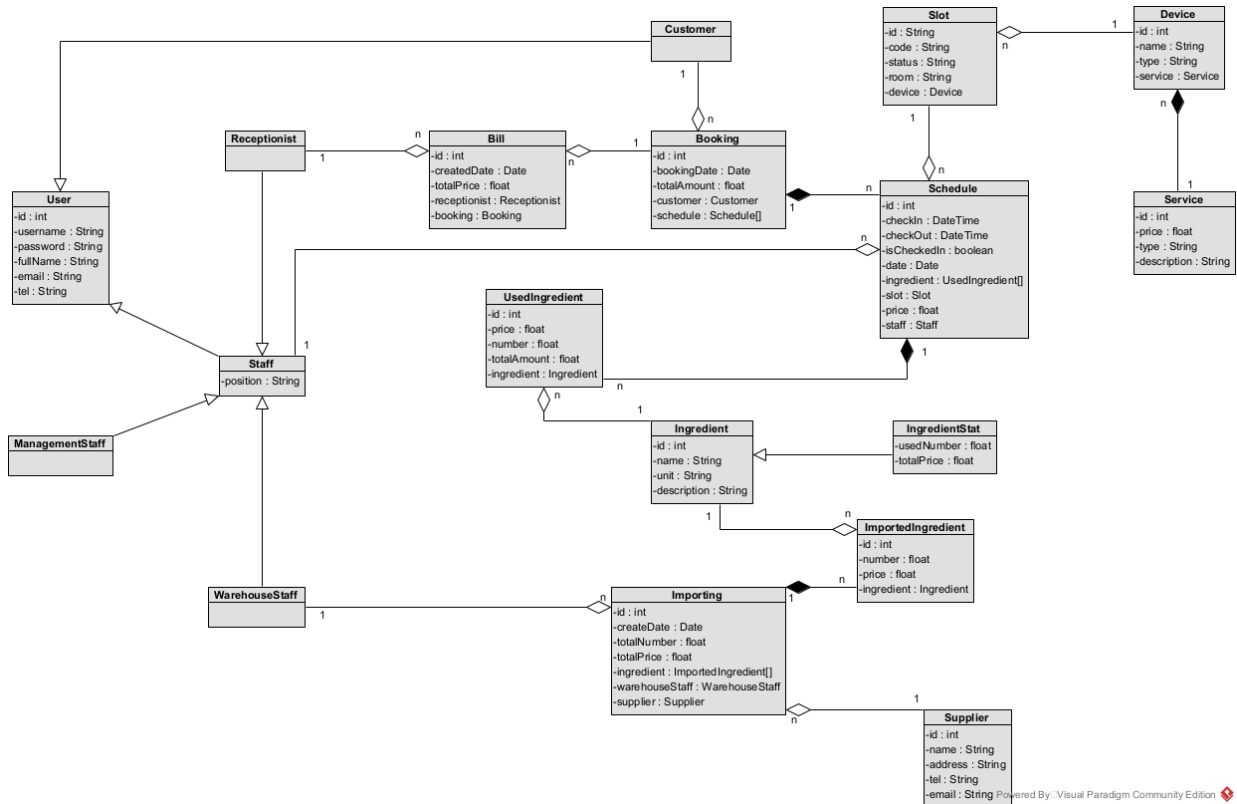 Customer
1
n
Slot
-id : String
-code : String
-status : String
-room : String
-device : Device
n
1
1
n
Device
-id : int
-name : String
-type : String
-service : Service
n
1
Service
-id : int
-price : float
-type : String
-description : String
Receptionist
1
n
Bill
-id : int
-createdDate : Date
-totalPrice : float
-receptionist : Receptionist
-booking : Booking
n
1
Booking
-id : int
-bookingDate : Date
-totalAmount : float
-customer : Customer
-schedule : Schedule[]
1
n
Schedule
-id : int
-checkIn : DateTime
-checkOut : DateTime
-isCheckedIn : boolean
-date : Date
-ingredient : UsedIngredient[]
-slot : Slot
-price : float
-staff : Staff
n
1
User
-id : int
-username : String
-password : String
-fullName : String
-email : String
-tel : String
UsedIngredient
-id : int
-price : float
-number : float
-totalAmount : float
-ingredient : Ingredient
n
n
1
1
Staff
-position : String
ManagementStaff
Ingredient
-id : int
-name : String
-unit : String
-description : String
1
IngredientStat
-usedNumber : float
-totalPrice : float
n
ImportedIngredient
-id : int
-number : float
-price : float
-ingredient : Ingredient
WarehouseStaff
1
n
Importing
-id : int
-createDate : Date
-totalNumber : float
-totalPrice : float
-ingredient : ImportedIngredient[]
-warehouseStaff : WarehouseStaff
-supplier : Supplier
1
n
n
1
Supplier
-id : int
-name : String
-address : String
-tel : String
-email : String
Powered By Visual Paradigm Community Edition